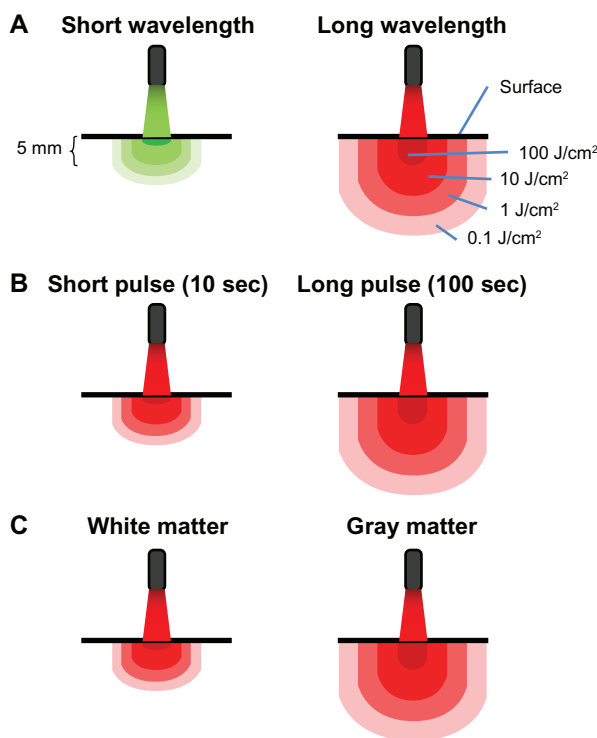 A
Short wavelength
Long wavelength
Surface
5 mm
100 J/cm²
10 J/cm²
1 J/cm²
0.1 J/cm²
B
Short pulse (10 sec)
Long pulse (100 sec)
C
White matter
Gray matter